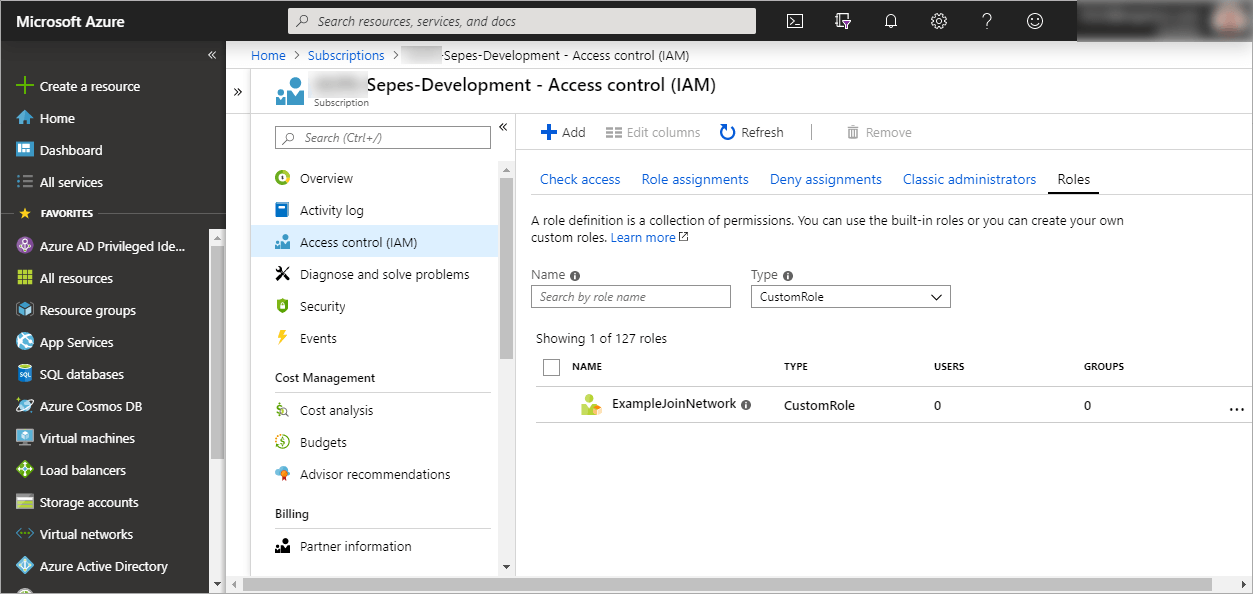 Microsoft Azure
Search resources, services, and docs
Home > Subscriptions > -Sepes-Development - Access control (IAM)
Sepes-Development - Access control (IAM)
Subscription
Create a resource
Home
Dashboard
All services
FAVORITES
Azure AD Privileged Ide...
All resources
Resource groups
App Services
SQL databases
Azure Cosmos DB
Virtual machines
Load balancers
Storage accounts
Virtual networks
Azure Active Directory
Search (Ctrl+/)
Overview
Activity log
Access control (IAM)
Diagnose and solve problems
Security
Events
Cost Management
Cost analysis
Budgets
Advisor recommendations
Billing
Partner information
Add Edit columns Refresh Remove
Check access Role assignments Deny assignments Classic administrators Roles
A role definition is a collection of permissions. You can use the built-in roles or you can create your own
custom roles. Learn more
Name Type
Search by role name CustomRole
Showing 1 of 127 roles
NAME TYPE USERS GROUPS
ExampleJoinNetwork CustomRole 0 0 ...